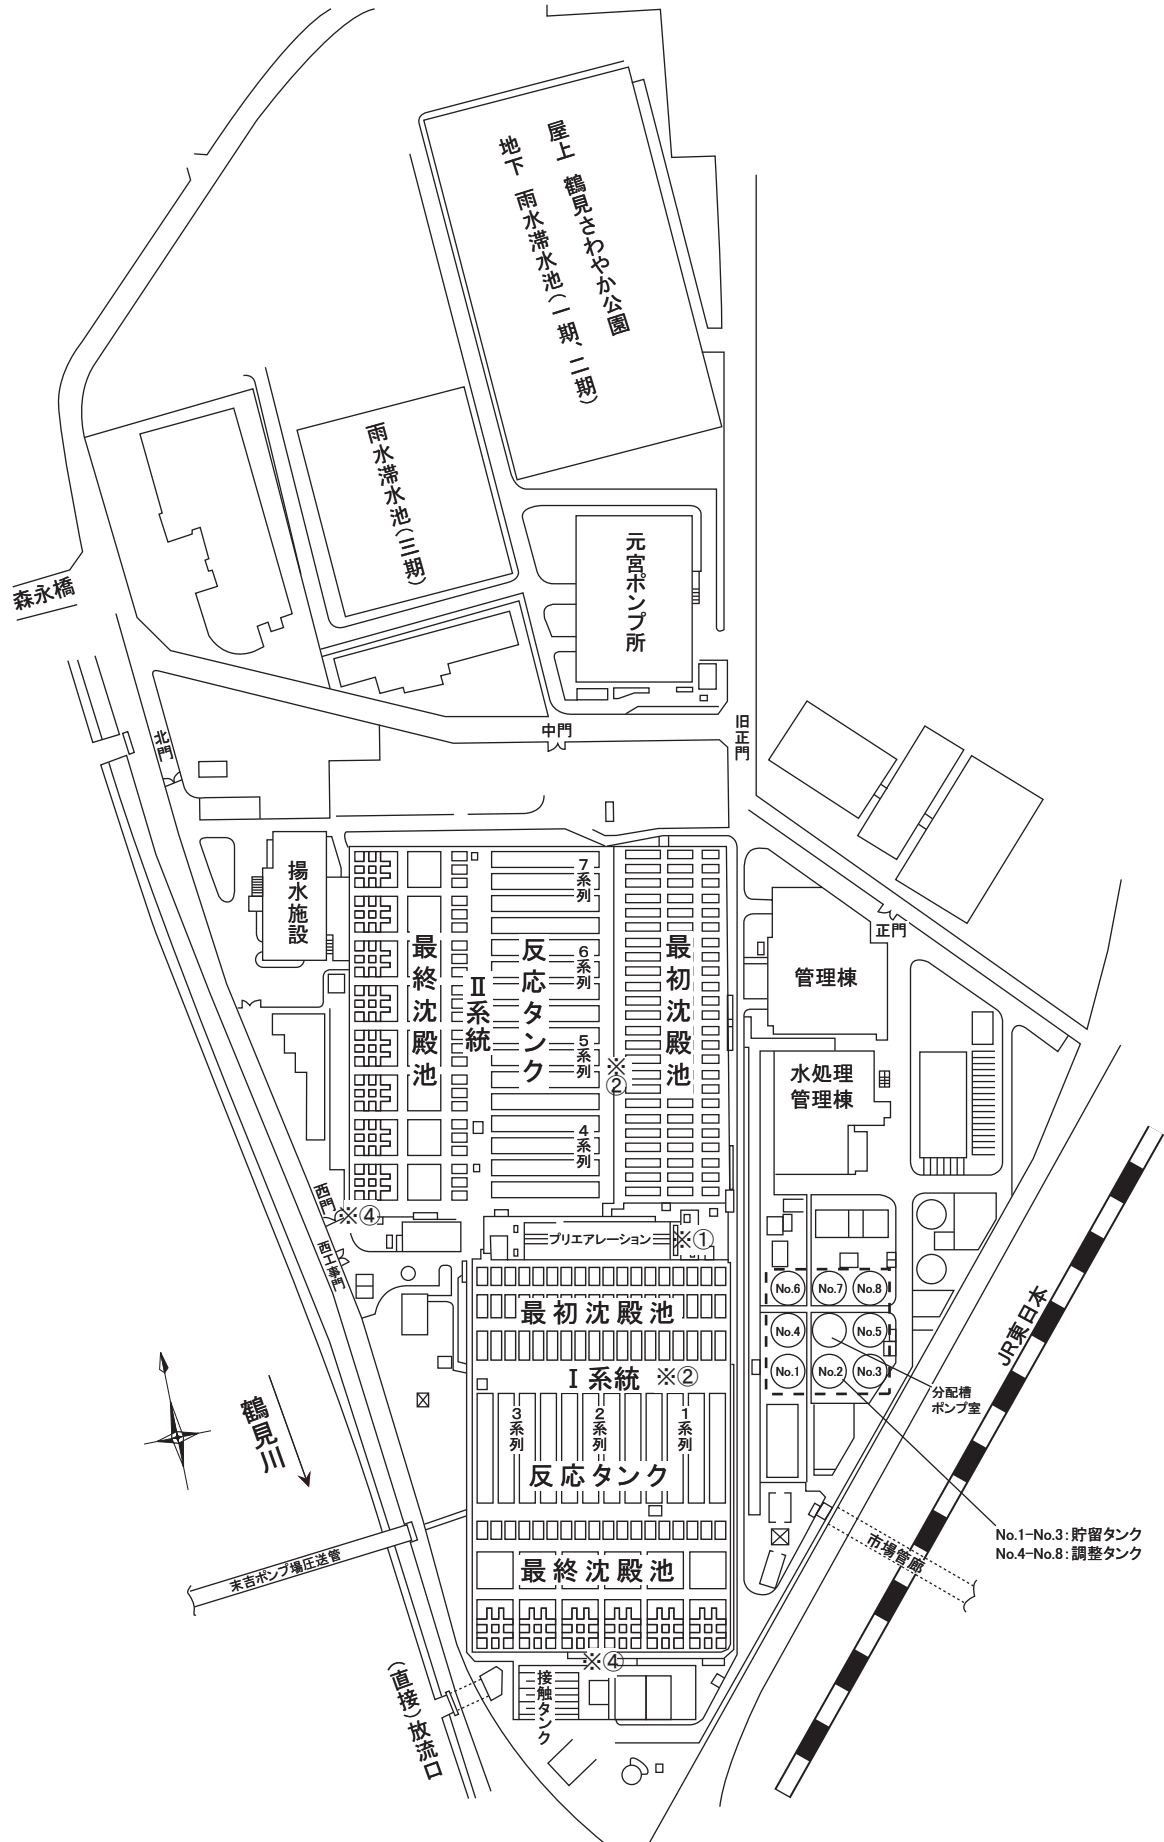 屋上 鶴見さわやか公園
地下 雨水滞水池(一期、二期)
雨水滞水池(三期)
元宮ポンプ所
森永橋
北門
中門
旧正門
正門
揚水施設
最終沈殿池
Ⅱ系統
反応タンク
7系列
6系列
5系列
4系列
最初沈殿池
※②
管理棟
水処理
管理棟
西門
※④
西工事門
プリエアレーション
※①
最初沈殿池
Ⅰ系統 ※②
3系列
2系列
1系列
反応タンク
最終沈殿池
※④
接触タンク
No.6
No.7
No.8
No.4
No.5
No.1
No.2
No.3
分配槽
ポンプ室
JR東日本
No.1-No.3:貯留タンク
No.4-No.8:調整タンク
市場管廊
鶴見川
末吉ポンプ場圧送管
(直接)放流口